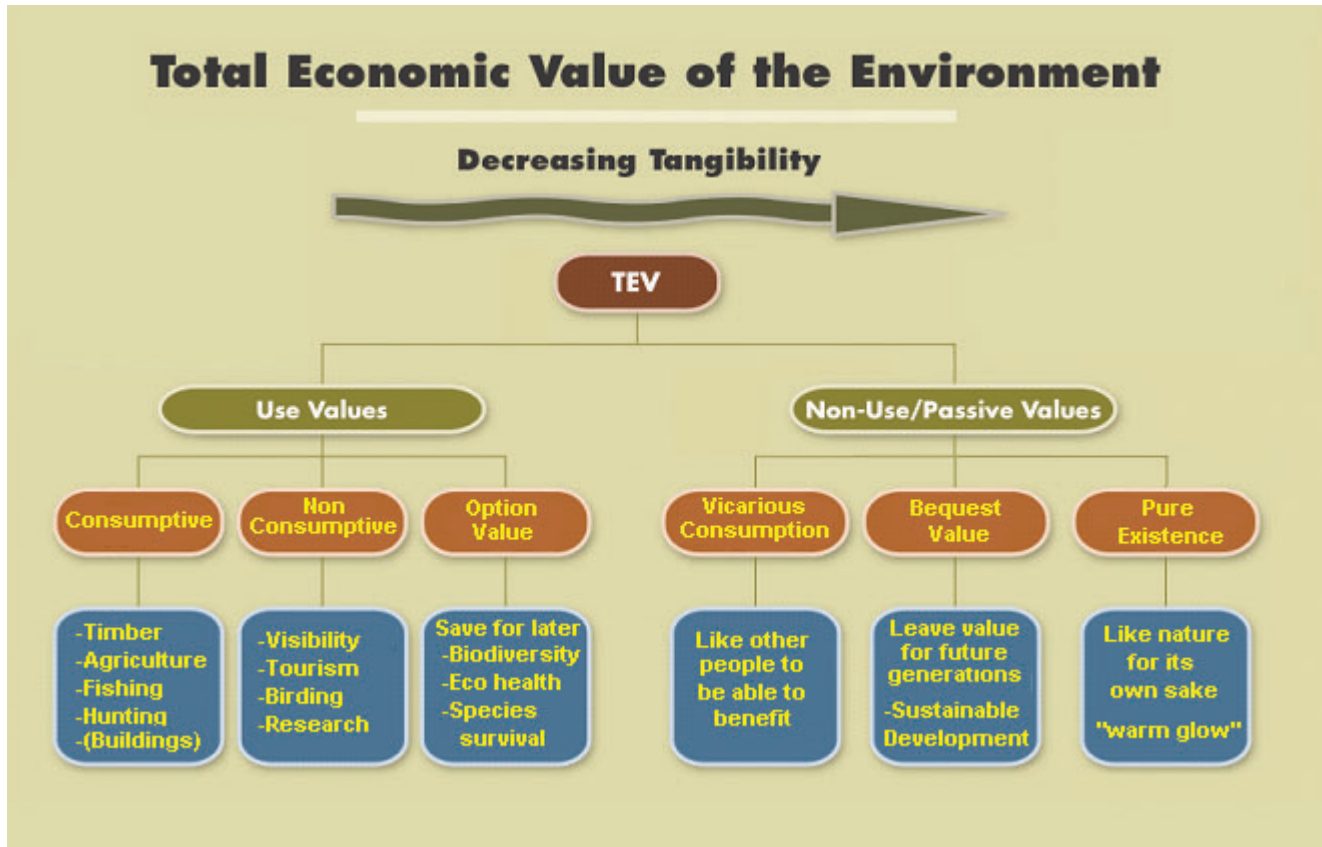 Total Economic Value of the Environment
Decreasing Tangibility
TEV
Use Values
Non-Use/Passive Values
Consumptive
Non
Consumptive
Option
Value
Vicarious
Consumption
Bequest
Value
Pure
Existence
-Timber
-Agriculture
-Fishing
-Hunting
-(Buildings)
-Visibility
-Tourism
-Birding
-Research
Save for later
-Biodiversity
-Eco health
-Species
survival
Like other
people to
be able to
benefit
Leave value
for future
generations
-Sustainable
Development
Like nature
for its
own sake
"warm glow"